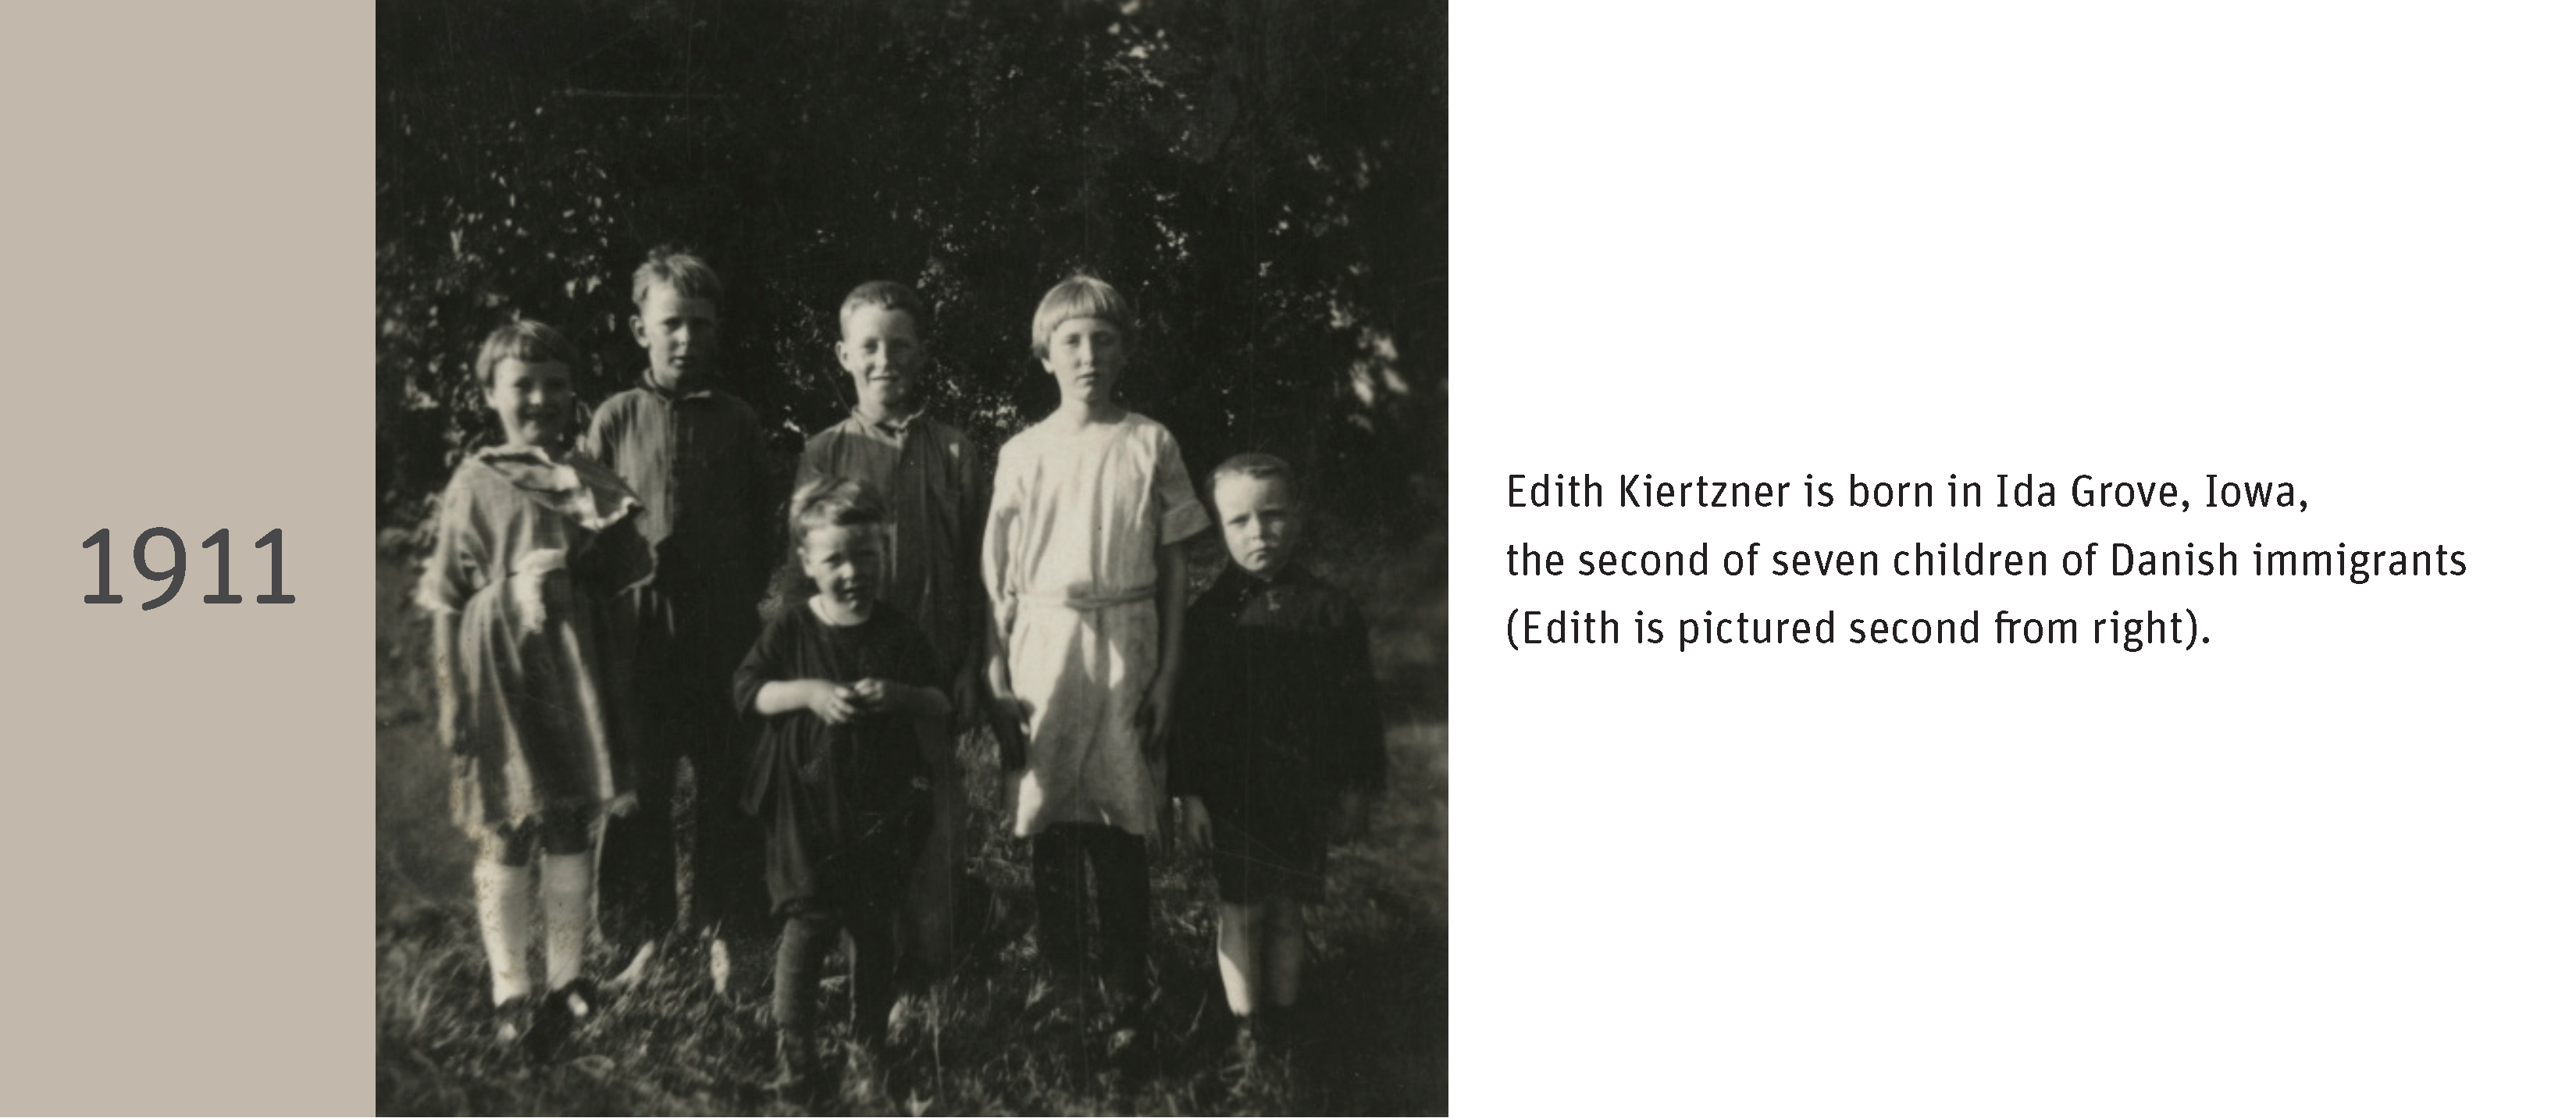 1911
Edith Kiertzner is born in Ida Grove, Iowa,
the second of seven children of Danish immigrants
(Edith is pictured second from right).